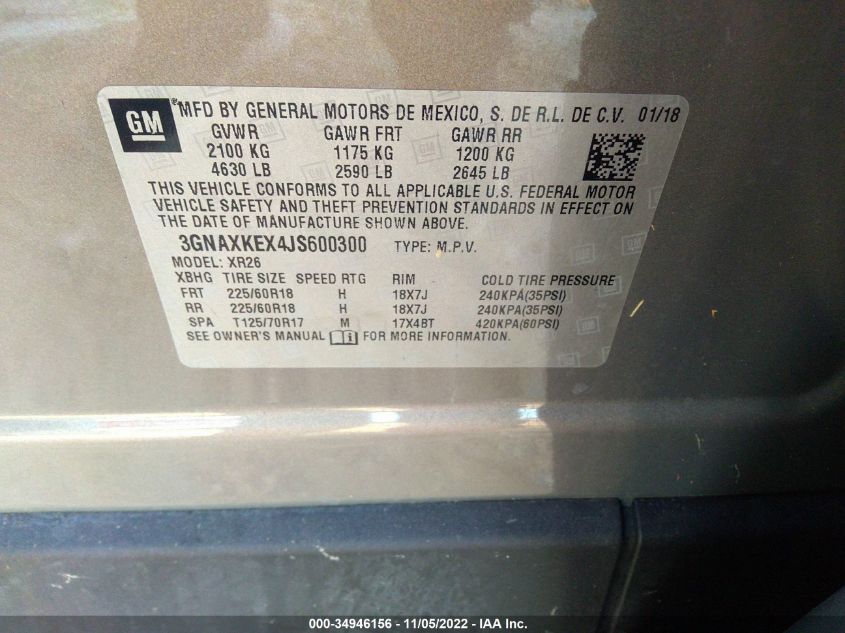 GM ® MFD BY GENERAL MOTORS DE MEXICO, S. DE R.L. DE C.V. 01/18
GVWR GAWR FRT GAWR RR
2100 KG 1175 KG 1200 KG
4630 LB 2590 LB 2645 LB
THIS VEHICLE CONFORMS TO ALL APPLICABLE U.S. FEDERAL MOTOR
VEHICLE SAFETY AND THEFT PREVENTION STANDARDS IN EFFECT ON
THE DATE OF MANUFACTURE SHOWN ABOVE.
3GNAXKEX4JS600300 TYPE: M.P.V.
MODEL: XR26
XBHG TIRE SIZE SPEED RTG RIM COLD TIRE PRESSURE
FRT 225/60R18 H 18X7J 240KPA(35PSI)
RR 225/60R18 H 18X7J 240KPA(35PSI)
SPA T125/70R17 M 17X4BT 420KPA(60PSI)
SEE OWNER'S MANUAL FOR MORE INFORMATION.
000-34946156 - 11/05/2022 - IAA Inc.